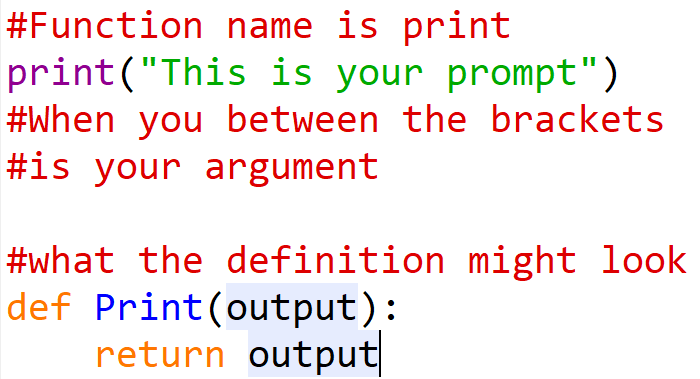 #Function name is print
print("This is your prompt")
#When you between the brackets
#is your argument
#what the definition might look
def Print(output):
    return output